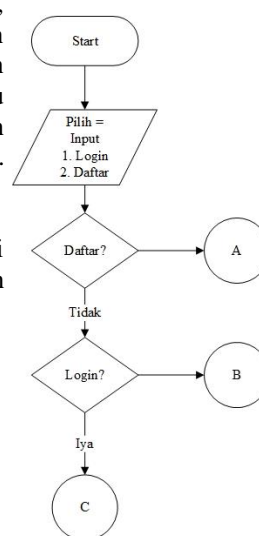 Start
Pilih =
Input
1. Login
2. Daftar
Daftar?
A
Tidak
Login?
B
Iya
C